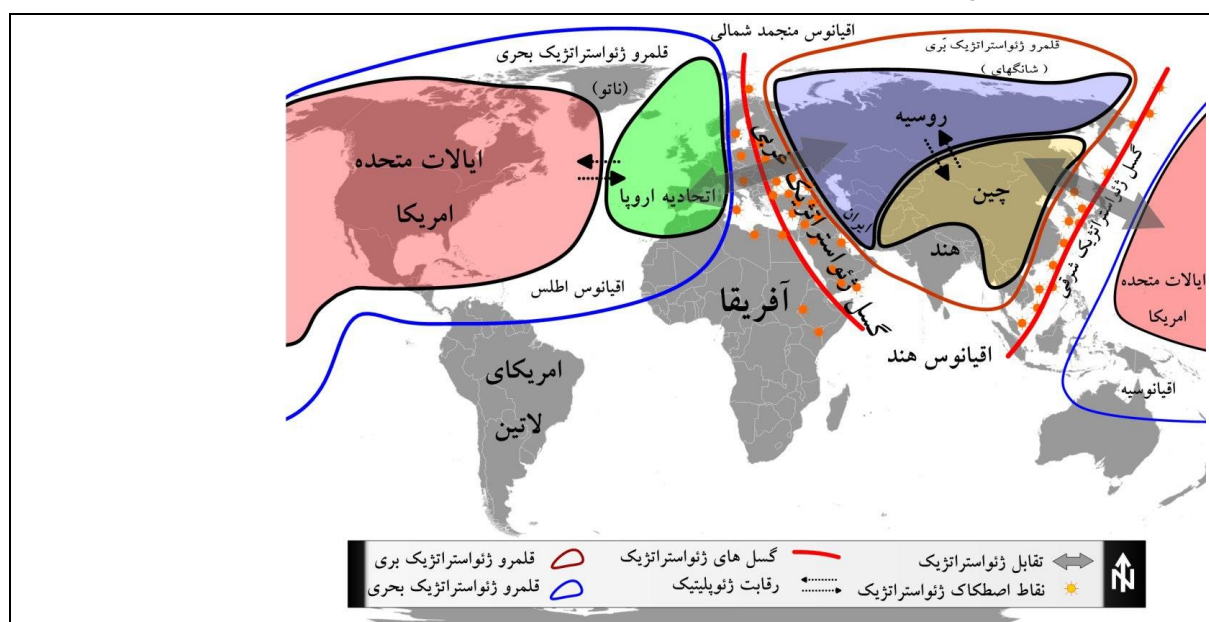 اقیانوس منجمد شمالی
قلمرو ژئواستراتژیک بَری
( شانگهای )
قلمرو ژئواستراتژیک بحری
(ناتو)
روسیه
چین
هند
ایران
گسل ژئواستراتژیک شرقی
گسل ژئواستراتژیک غربی
اتحادیه اروپا
ایالات متحده
امریکا
ایالات متحده
امریکا
اقیانوس اطلس
آفریقا
اقیانوس هند
اقیانوسیه
امریکای
لاتین
N
تقابل ژئواستراتژیک
نقاط اصطکاک ژئواستراتژیک
گسل های ژئواستراتژیک
رقابت ژئوپلیتیک
قلمرو ژئواستراتژیک بری
قلمرو ژئواستراتژیک بحری